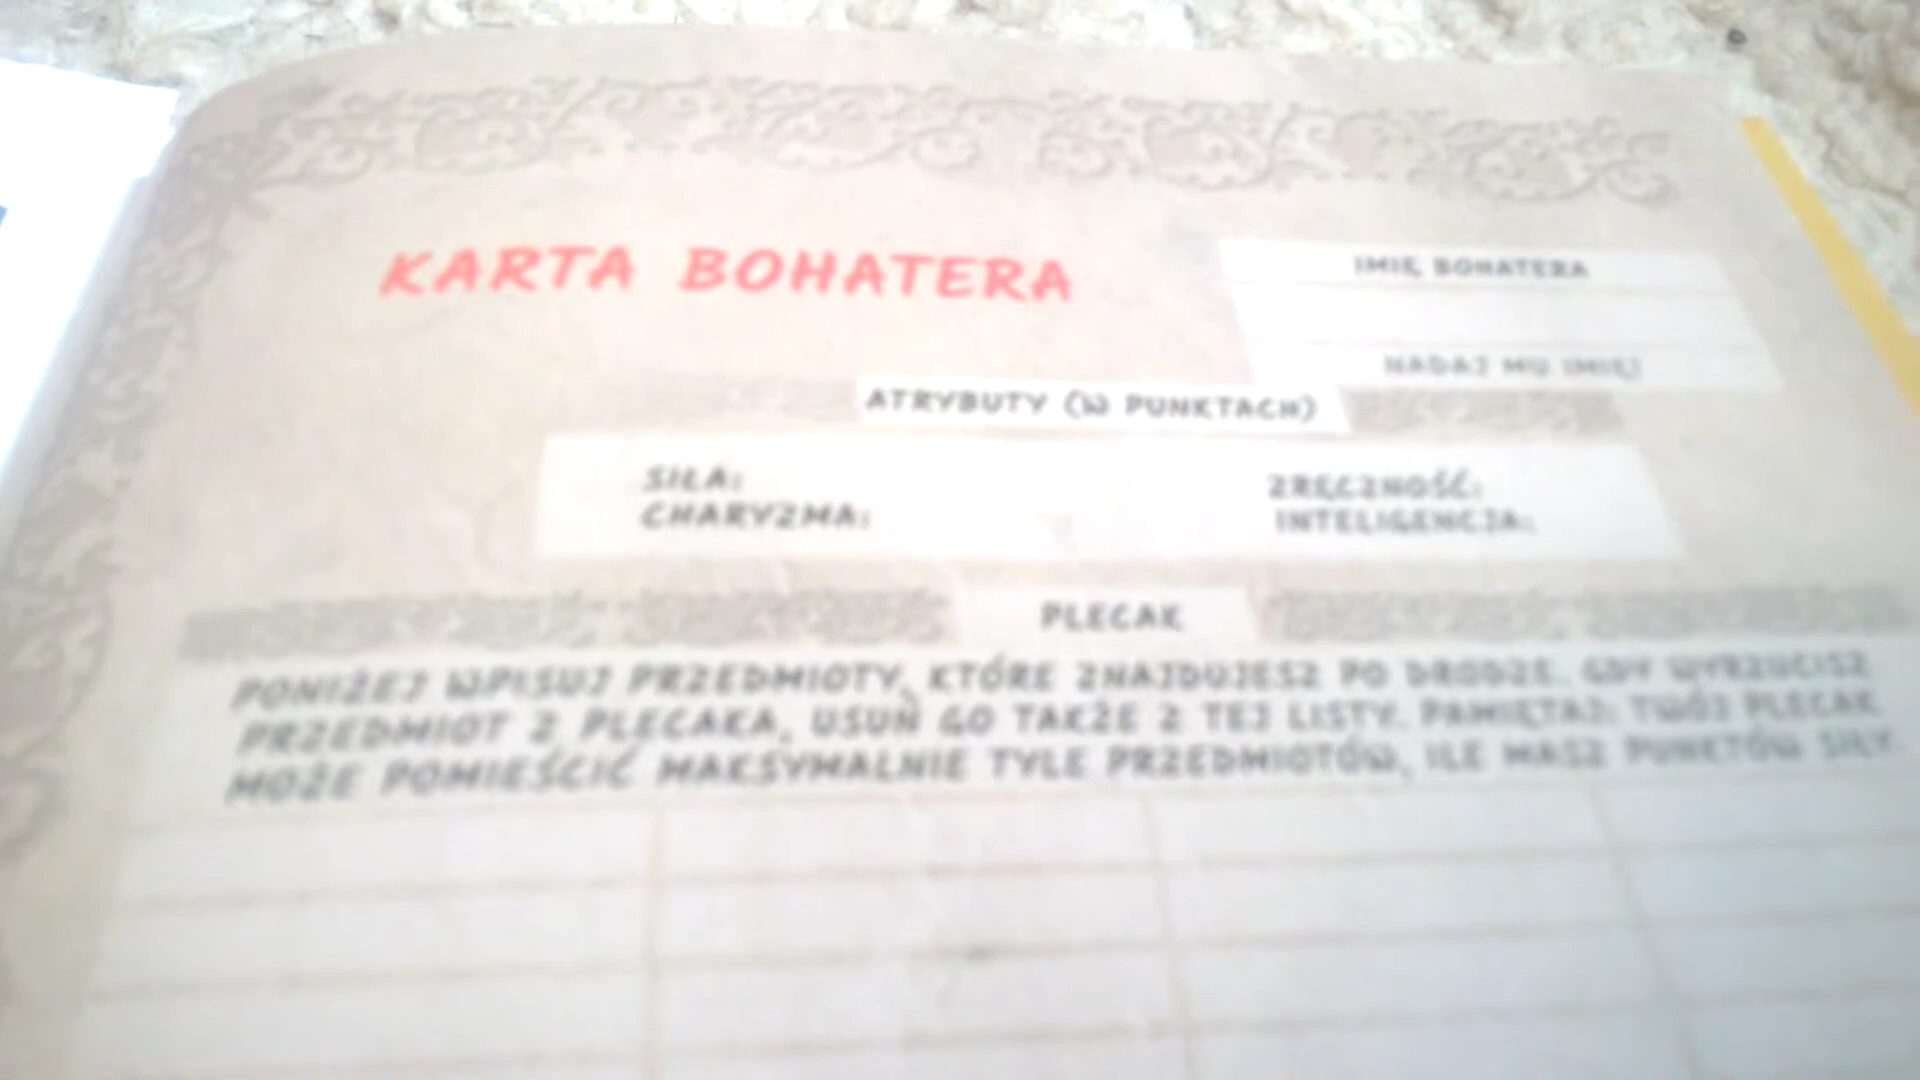 KARTA BOHATERA
IMIĘ BOHATERA
NADAJ MU IMIĘ!
ATRYBUTY (W PUNKTACH)
SIŁA:
ZRĘCZNOŚĆ:
CHARYZMA:
INTELIGENCJA:
PLECAK
PONIŻEJ WPISUJ PRZEDMIOTY, KTÓRE ZNAJDUJESZ PO DRODZE. GDY WYRZUCISZ
PRZEDMIOT Z PLECAKA, USUŃ GO TAKŻE Z TEJ LISTY. PAMIĘTAJ: TWÓJ PLECAK
MOŻE POMIEŚCIĆ MAKSYMALNIE TYLE PRZEDMIOTÓW, ILE MASZ PUNKTÓW SIŁY.